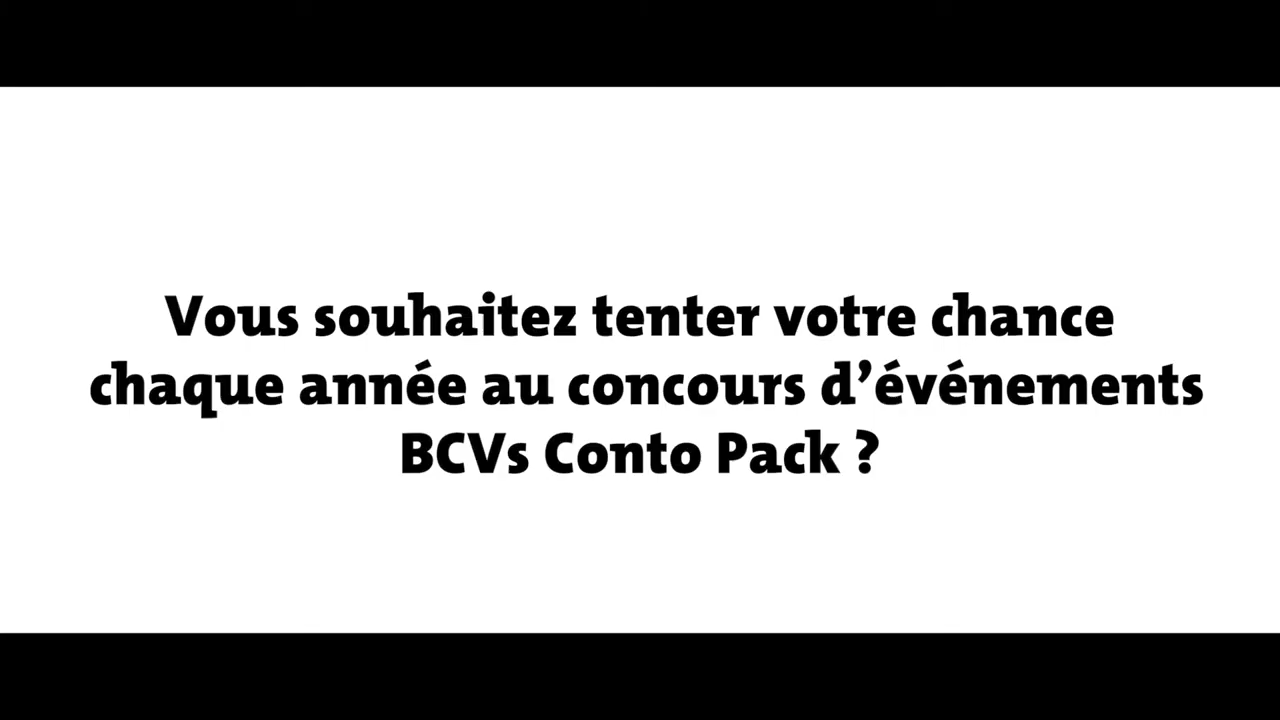 Vous souhaitez tenter votre chance
chaque année au concours d’événements
BCVs Conto Pack ?